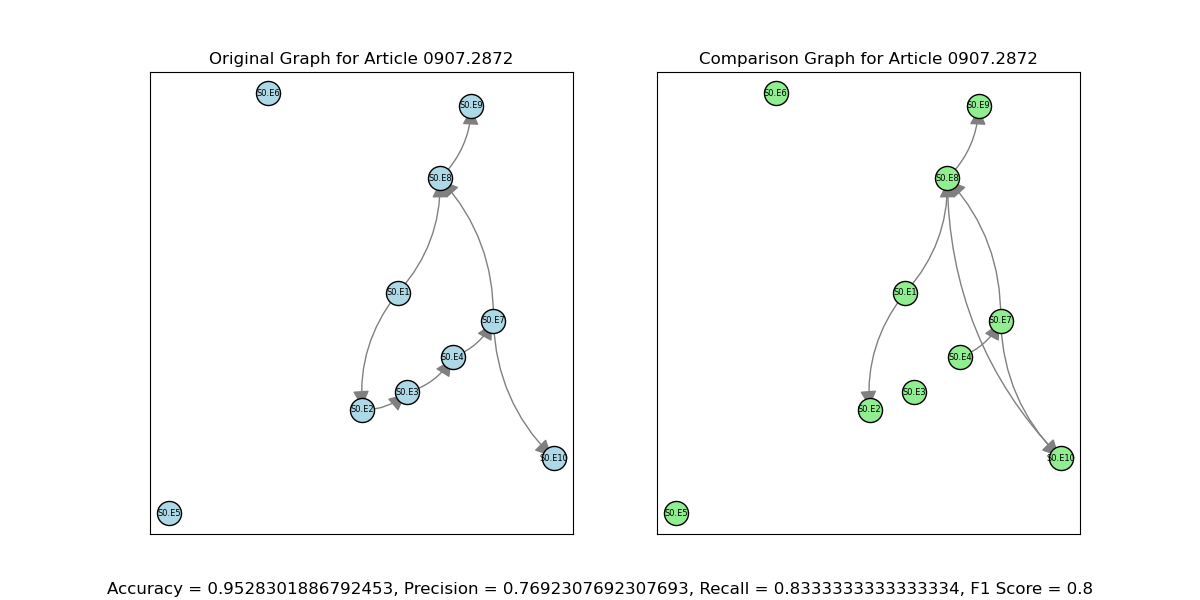 Original Graph for Article 0907.2872
Comparison Graph for Article 0907.2872
S0.E6
S0.E9
S0.E8
S0.E1
S0.E7
S0.E4
S0.E3
S0.E2
S0.E10
S0.E5
S0.E6
S0.E9
S0.E8
S0.E1
S0.E7
S0.E4
S0.E3
S0.E2
S0.E10
S0.E5
Accuracy = 0.9528301886792453, Precision = 0.7692307692307693, Recall = 0.8333333333333334, F1 Score = 0.8